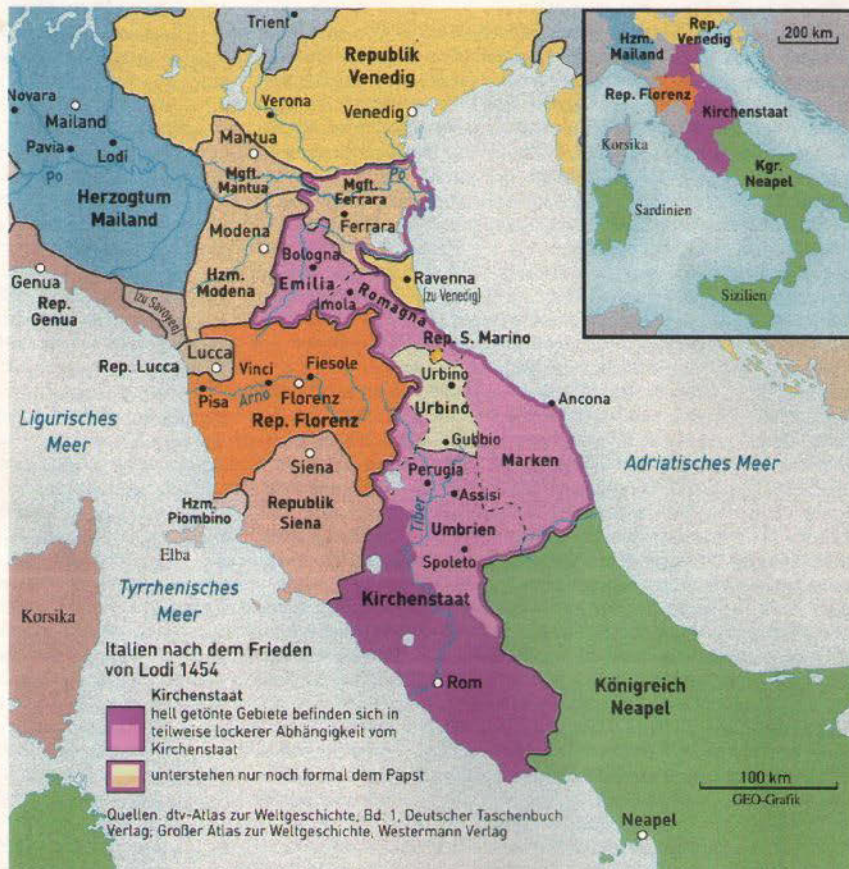 Trient
Republik
Venedig
Verona
Venedig
Novara
Mailand
Pavia
Lodi
Po
Herzogtum
Mailand
Mantua
Mgft.
Mantua
Po
Mgft.
Ferrara
Ferrara
Modena
Hzm.
Modena
Bologna
Emilia
Imola
Romagna
Ravenna
(zu Venedig)
Genua
Rep.
Genua
(zu Savoyen)
Rep. S. Marino
Rep. Lucca
Lucca
Vinci
Fiesole
Pisa
Arno
Florenz
Rep. Florenz
Urbino
Urbino
Gubbio
Ancona
Marken
Ligurisches
Meer
Adriatisches Meer
Siena
Republik
Siena
Perugia
Assisi
Tiber
Umbrien
Spoleto
Hzm.
Piombino
Elba
Korsika
Tyrrhenisches
Meer
Kirchenstaat
Rom
Königreich
Neapel
Neapel
100 km
GEO-Grafik
Italien nach dem Frieden
von Lodi 1454
Kirchenstaat
hell getönte Gebiete befinden sich in
teilweise lockerer Abhängigkeit vom
Kirchenstaat
unterstehen nur noch formal dem Papst
Quellen. dtv-Atlas zur Weltgeschichte, Bd. 1, Deutscher Taschenbuch
Verlag; Großer Atlas zur Weltgeschichte, Westermann Verlag
Rep.
Venedig
200 km
Hzm.
Mailand
Rep. Florenz
Kirchenstaat
Korsika
Kgr.
Neapel
Sardinien
Sizilien